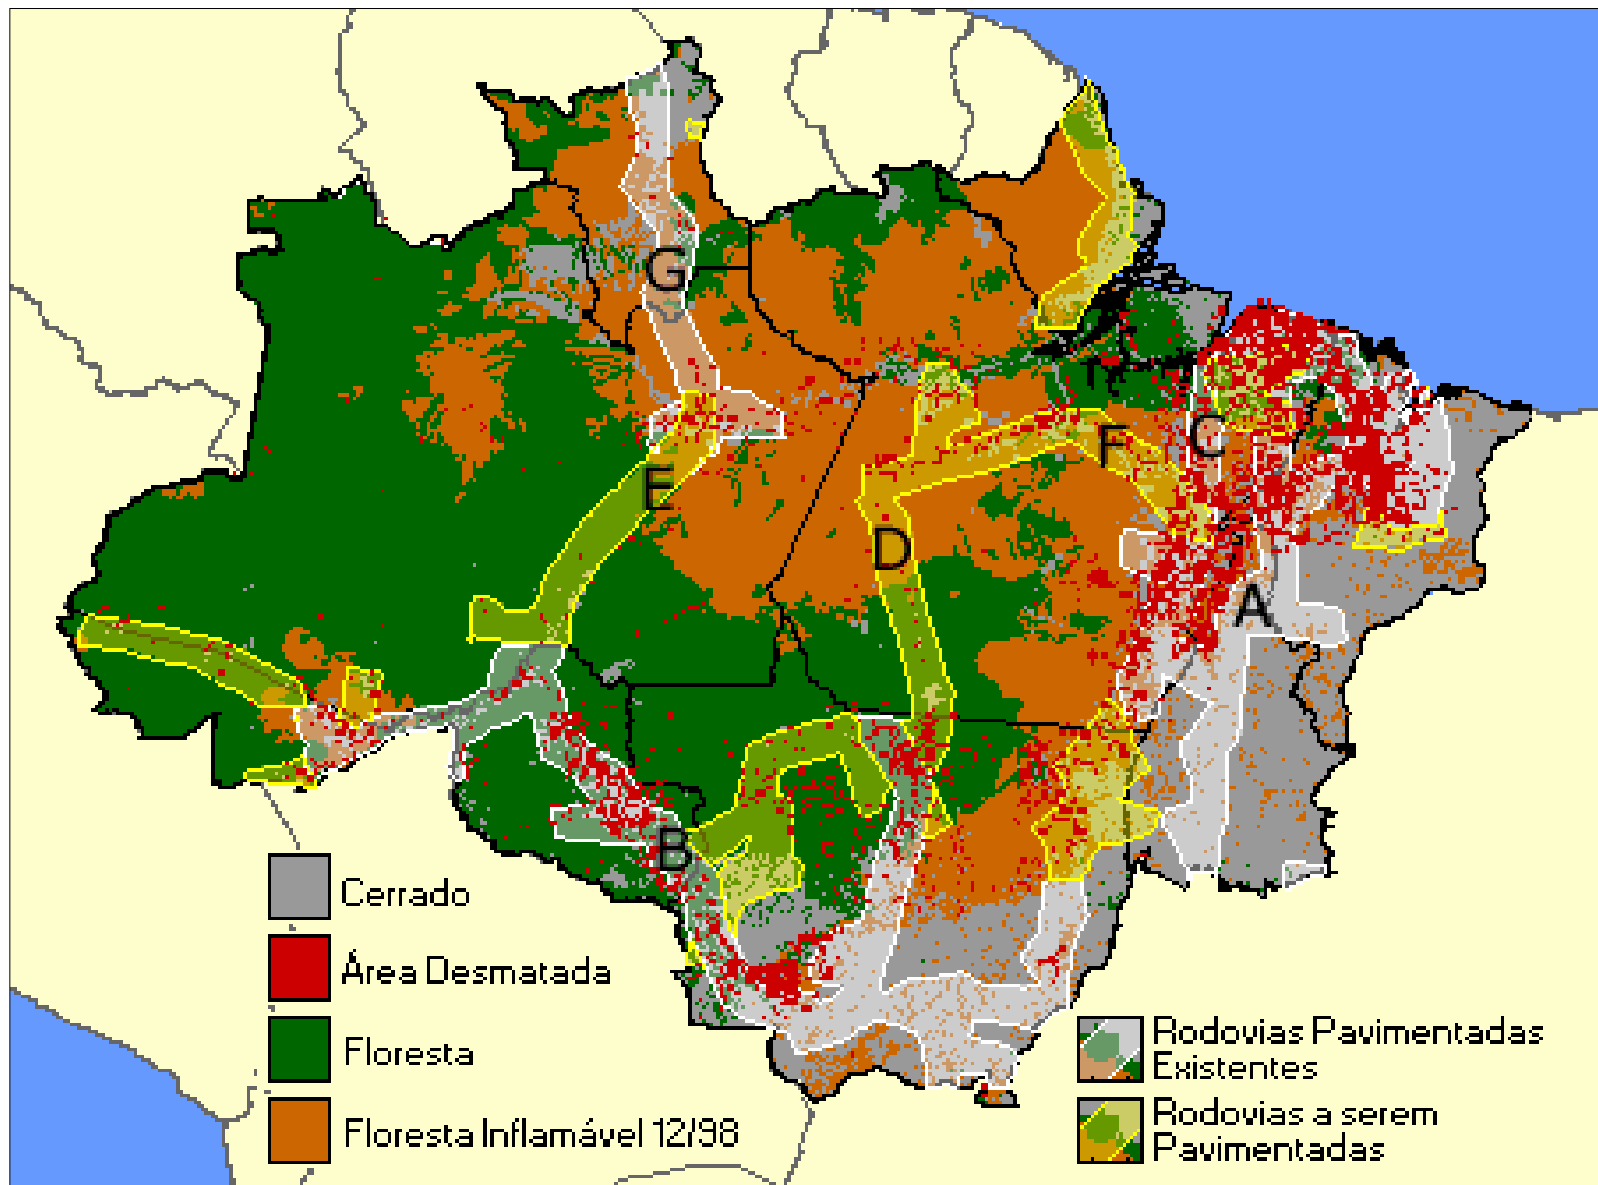 G
C
F
E
D
A
B
Cerrado
Área Desmatada
Floresta
Floresta Inflamável 12/98
Rodovias Pavimentadas
Existentes
Rodovias a serem
Pavimentadas